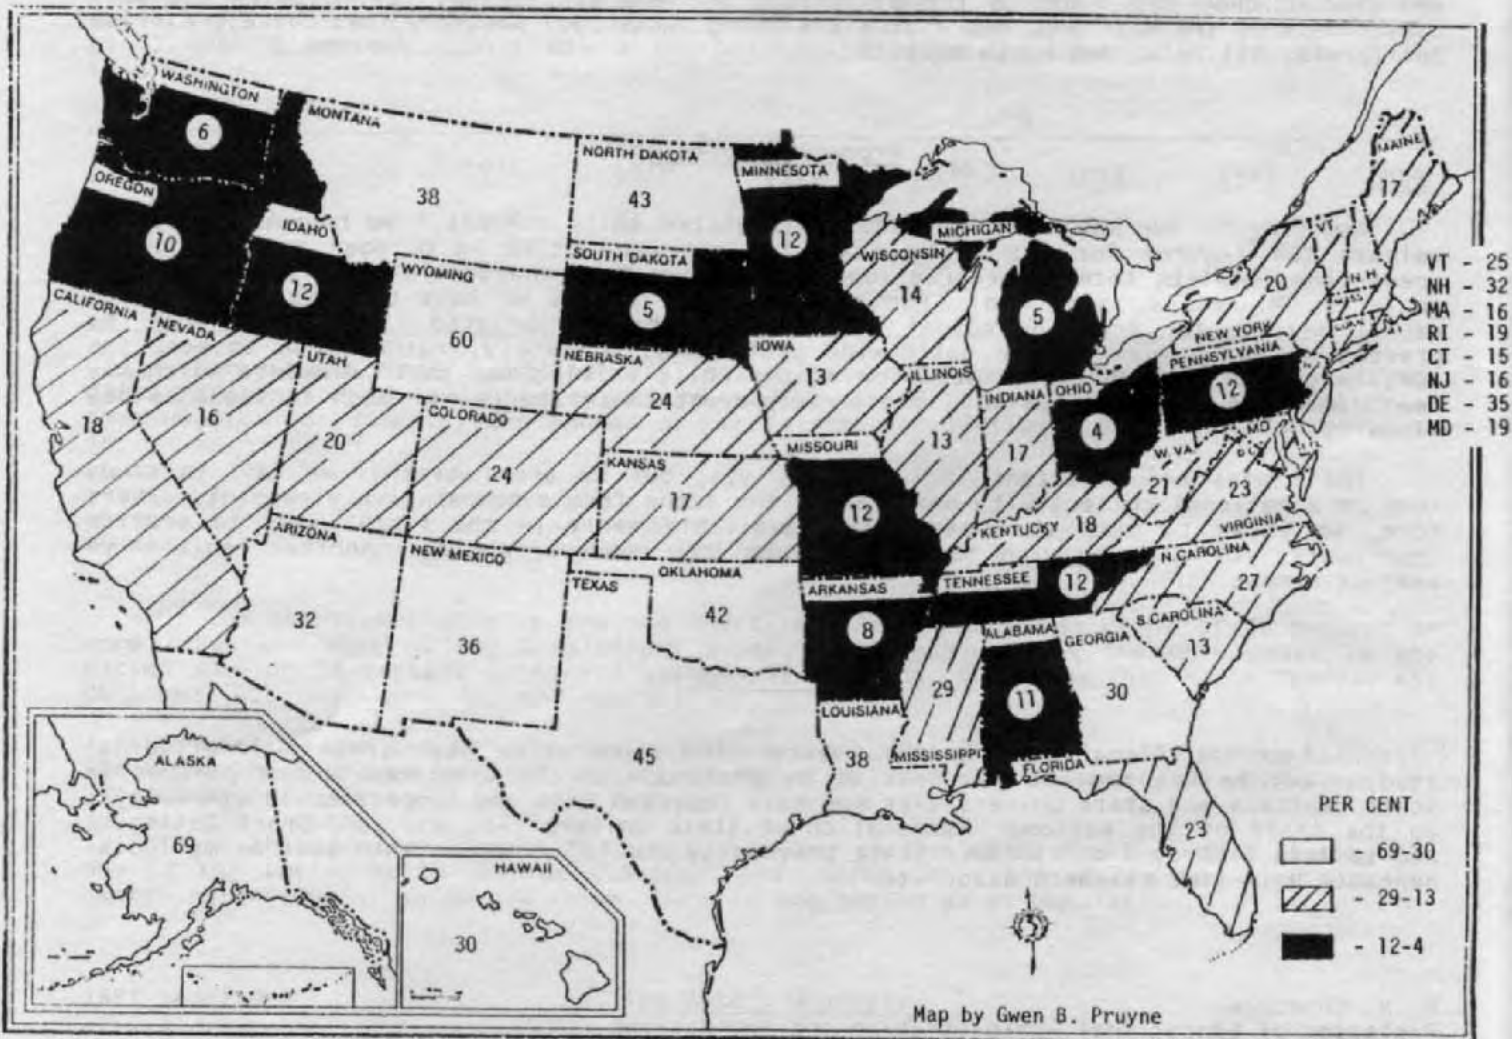 WASHINGTON
6
MONTANA
38
NORTH DAKOTA
43
MINNESOTA
12
OREGON
10
IDAHO
12
WYOMING
60
SOUTH DAKOTA
5
WISCONSIN
14
MICHIGAN
5
MAINE
17
VT.
N.H.
MASS
20
NEW YORK
VT - 25
NH - 32
MA - 16
RI - 19
CT - 15
NJ - 16
DE - 35
MD - 19
CALIFORNIA
18
NEVADA
16
UTAH
20
COLORADO
24
NEBRASKA
24
IOWA
13
ILLINOIS
13
INDIANA
17
OHIO
4
PENNSYLVANIA
12
W. VA.
21
MD.
23
VIRGINIA
KANSAS
17
MISSOURI
12
KENTUCKY
18
ARIZONA
32
NEW MEXICO
36
TEXAS
45
OKLAHOMA
42
ARKANSAS
8
TENNESSEE
12
N. CAROLINA
27
S. CAROLINA
13
ALABAMA
11
GEORGIA
30
LOUISIANA
38
29
MISSISSIPPI
FLORIDA
23
ALASKA
69
HAWAII
30
PER CENT
- 69-30
- 29-13
- 12-4
Map by Gwen B. Pruyne